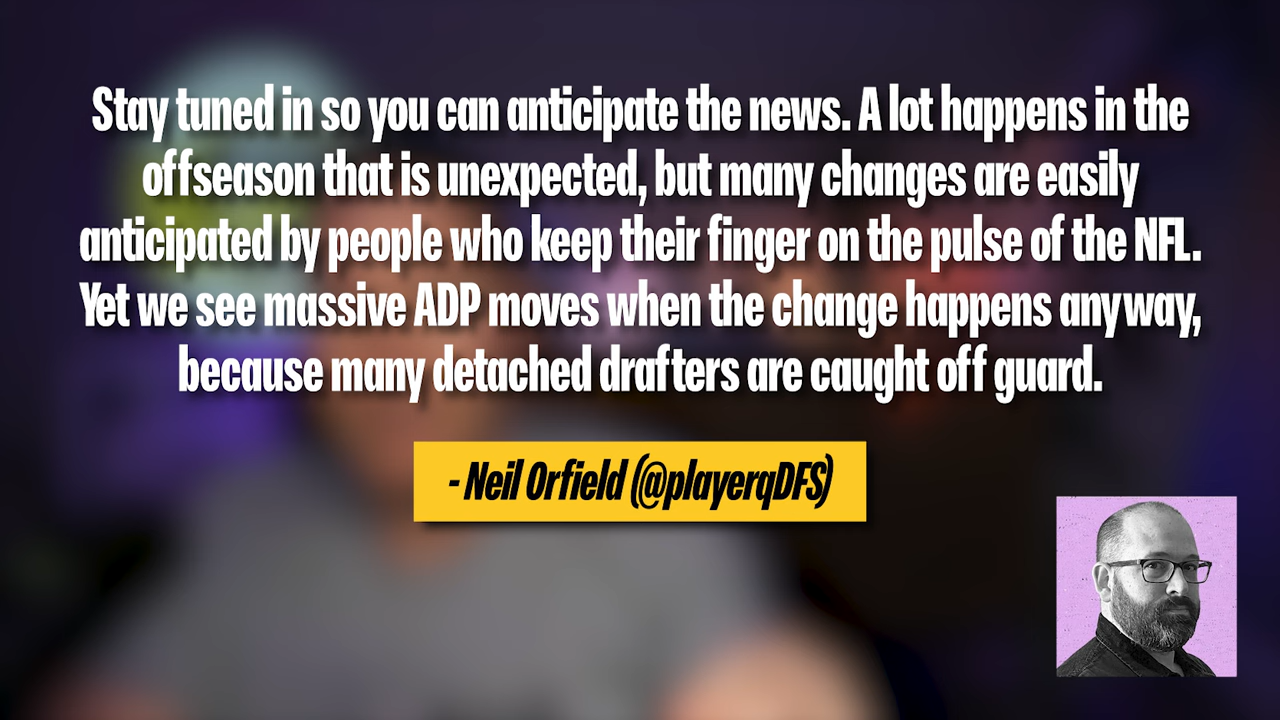 Stay tuned in so you can anticipate the news. A lot happens in the
offseason that is unexpected, but many changes are easily
anticipated by people who keep their finger on the pulse of the NFL.
Yet we see massive ADP moves when the change happens anyway,
because many detached drafters are caught off guard.
- Neil Orfield (@playerqDFS)